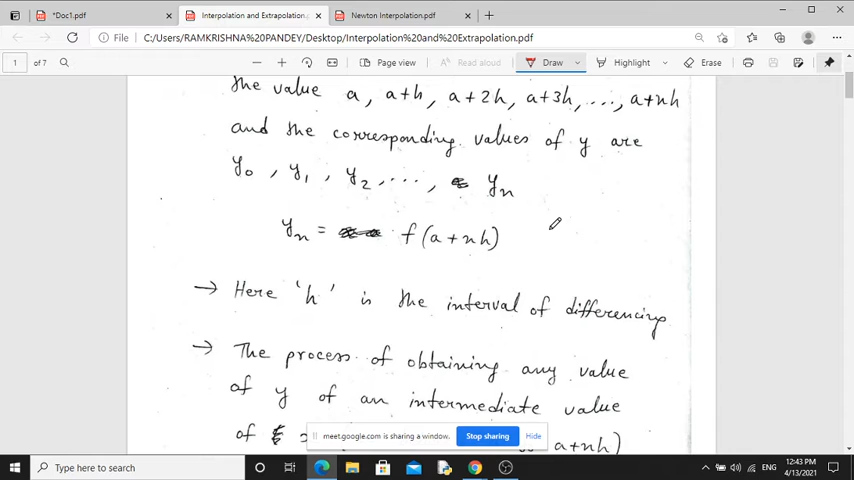 *Doc1.pdf
Interpolation and Extrapolation.p
Newton Interpolation.pdf
File C:/Users/RAMKRISHNA%20PANDEY/Desktop/Interpolation%20and%20Extrapolation.pdf
1 of 7 Page view Read aloud Draw Highlight Erase
the value a, a+h, a+2h, a+3h, ..., a+nh
and the corresponding values of y are
y0, y1, y2, ..., yn
yn = f(a+nh)
→ Here 'h' is the interval of differencing
→ The process of obtaining any value
of y of an intermediate value
of a+nh)
meet.google.com is sharing a window. Stop sharing Hide
Type here to search
ENG
12:43 PM
4/13/2021